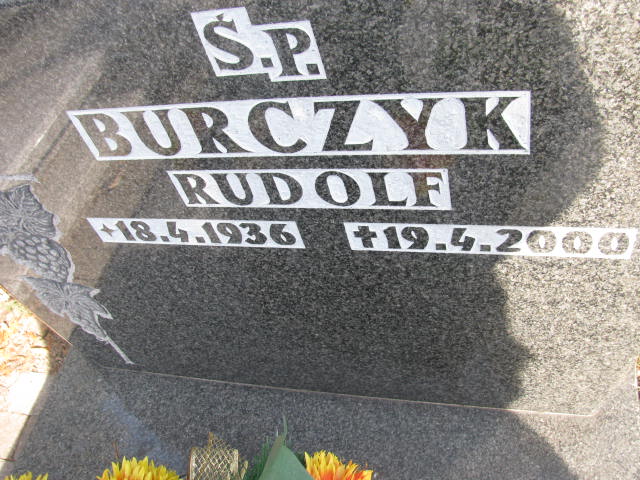 Ś.P.
BURCZYK
RUDOLF
*18.4.1936 ✝19.4.2000